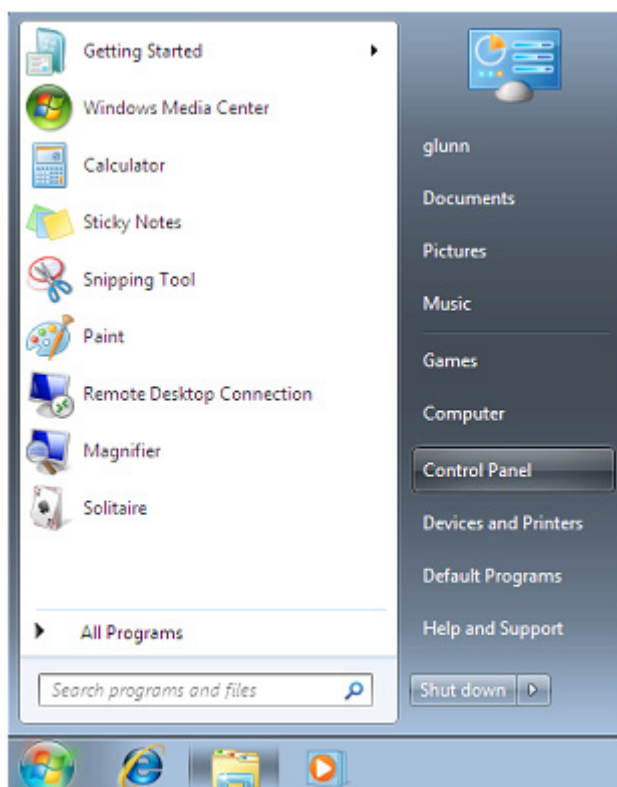 Getting Started
Windows Media Center
Calculator
Sticky Notes
Snipping Tool
Paint
Remote Desktop Connection
Magnifier
Solitaire
All Programs
Search programs and files
glunn
Documents
Pictures
Music
Games
Computer
Control Panel
Devices and Printers
Default Programs
Help and Support
Shut down